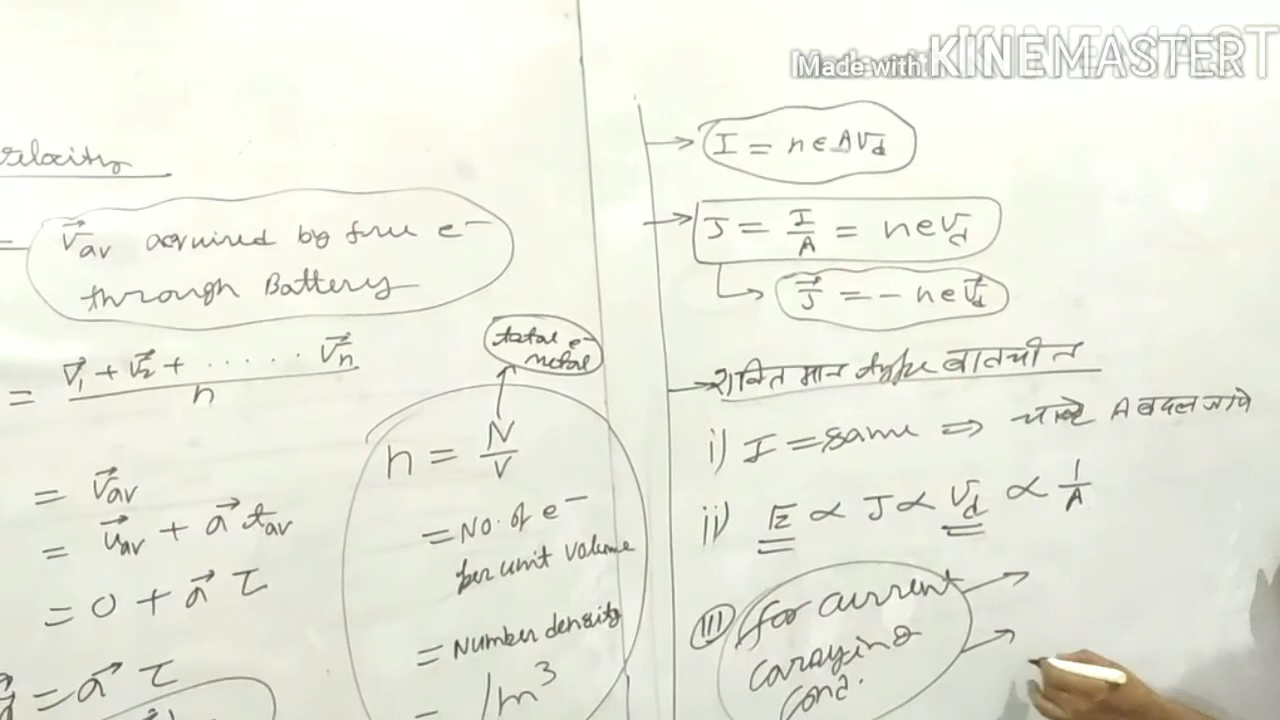 Made with KINEMASTER
velocity
= v⃗av acquired by free e⁻
through Battery
= (v⃗₁ + v⃗₂ + ...... v⃗n)/n
= v⃗av
= u⃗av + a⃗ tav
= 0 + a⃗ τ
= a⃗ τ
total e⁻
metal
n = N/V
= No. of e⁻
per unit volume
= Number density
= /m³
→ I = neAVd
→ J = I/A = neVd
→ J⃗ = - neV⃗d
→ शक्तिमान type बातचीत
i) I = same ⇒ चाहे A बदल जाये
ii) E ∝ J ∝ Vd ∝ 1/A
III) for current →
carrying →
cond.